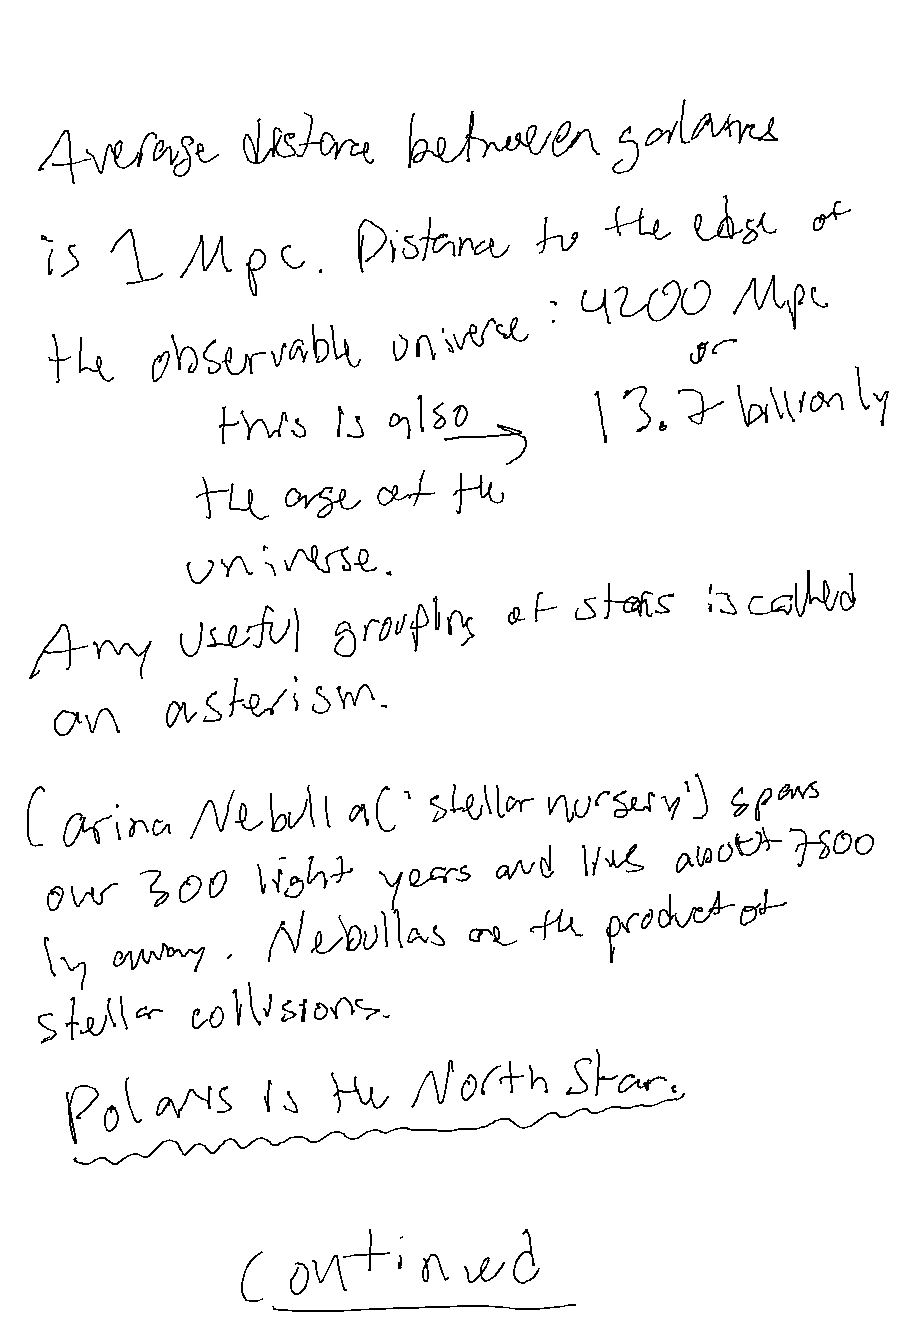 Average distance between galaxies
is 1 Mpc. Distance to the edge of
the observable universe : 4200 Mpc
or
this is also → 13.7 billion ly
the age of the
universe.
Any useful grouping of stars is called
an asterism.
Carina Nebulla ('stellar nursery') spans
over 300 light years and lies about 7500
ly away. Nebullas are the product of
stellar collisions.
Polaris is the North Star.
Continued